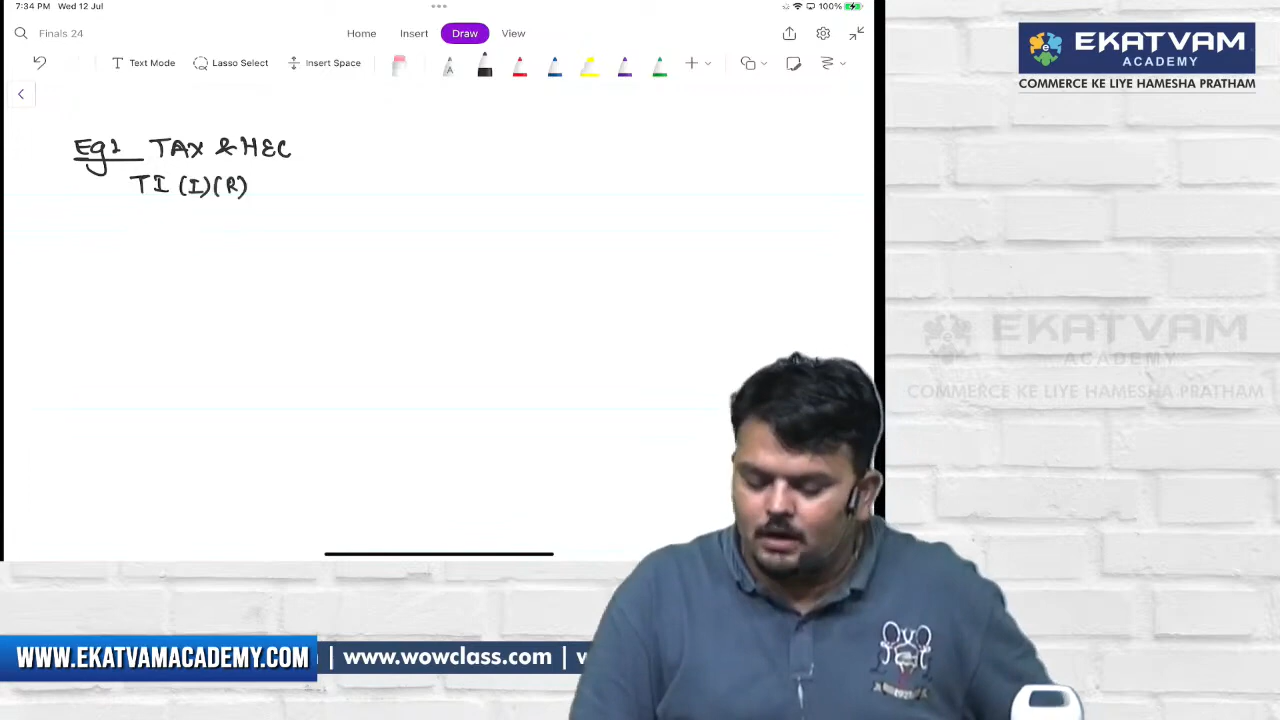 7:34 PM Wed 12 Jul
100%
Finals 24
Home Insert Draw View
Text Mode Lasso Select Insert Space
EKATVAM
ACADEMY
COMMERCE KE LIYE HAMESHA PRATHAM
TAX & HEC
TI (I)(R)
EKATVAM
ACADEMY
COMMERCE KE LIYE HAMESHA PRATHAM
WWW.EKATVAMACADEMY.COM | www.wowclass.com |